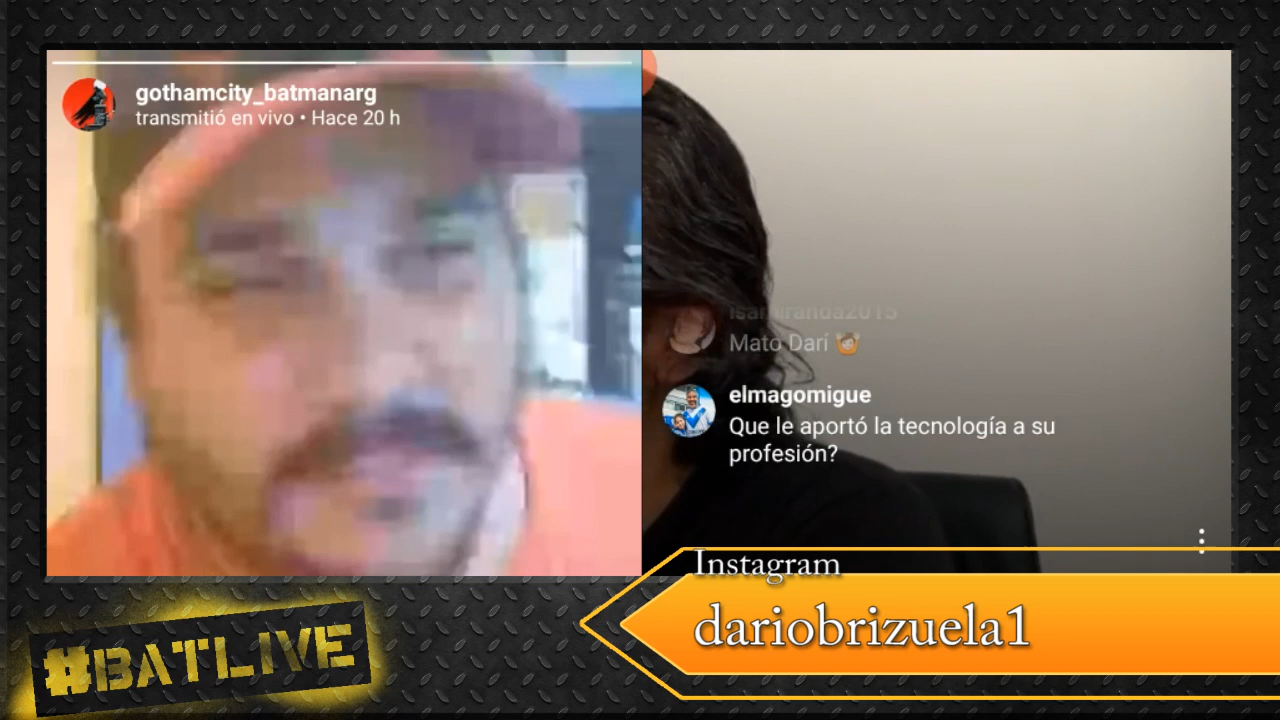 gothamcity_batmanarg
transmitió en vivo • Hace 20 h
isamiranda2015
Mato Darí 🙌
elmagomigue
Que le aportó la tecnología a su
profesión?
Instagram
dariobrizuela1
#BATLIVE